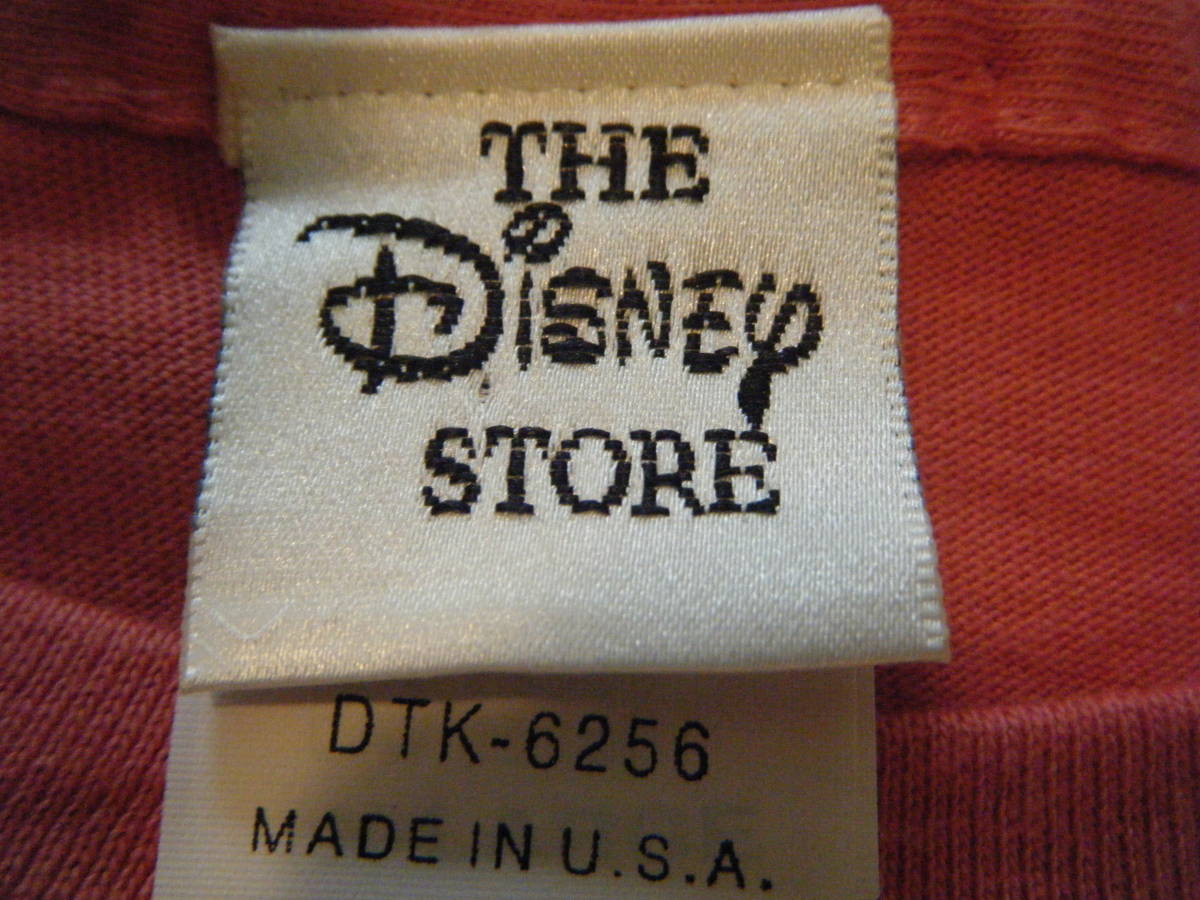 THE
Disney
STORE
DTK-6256
MADE IN U.S.A.